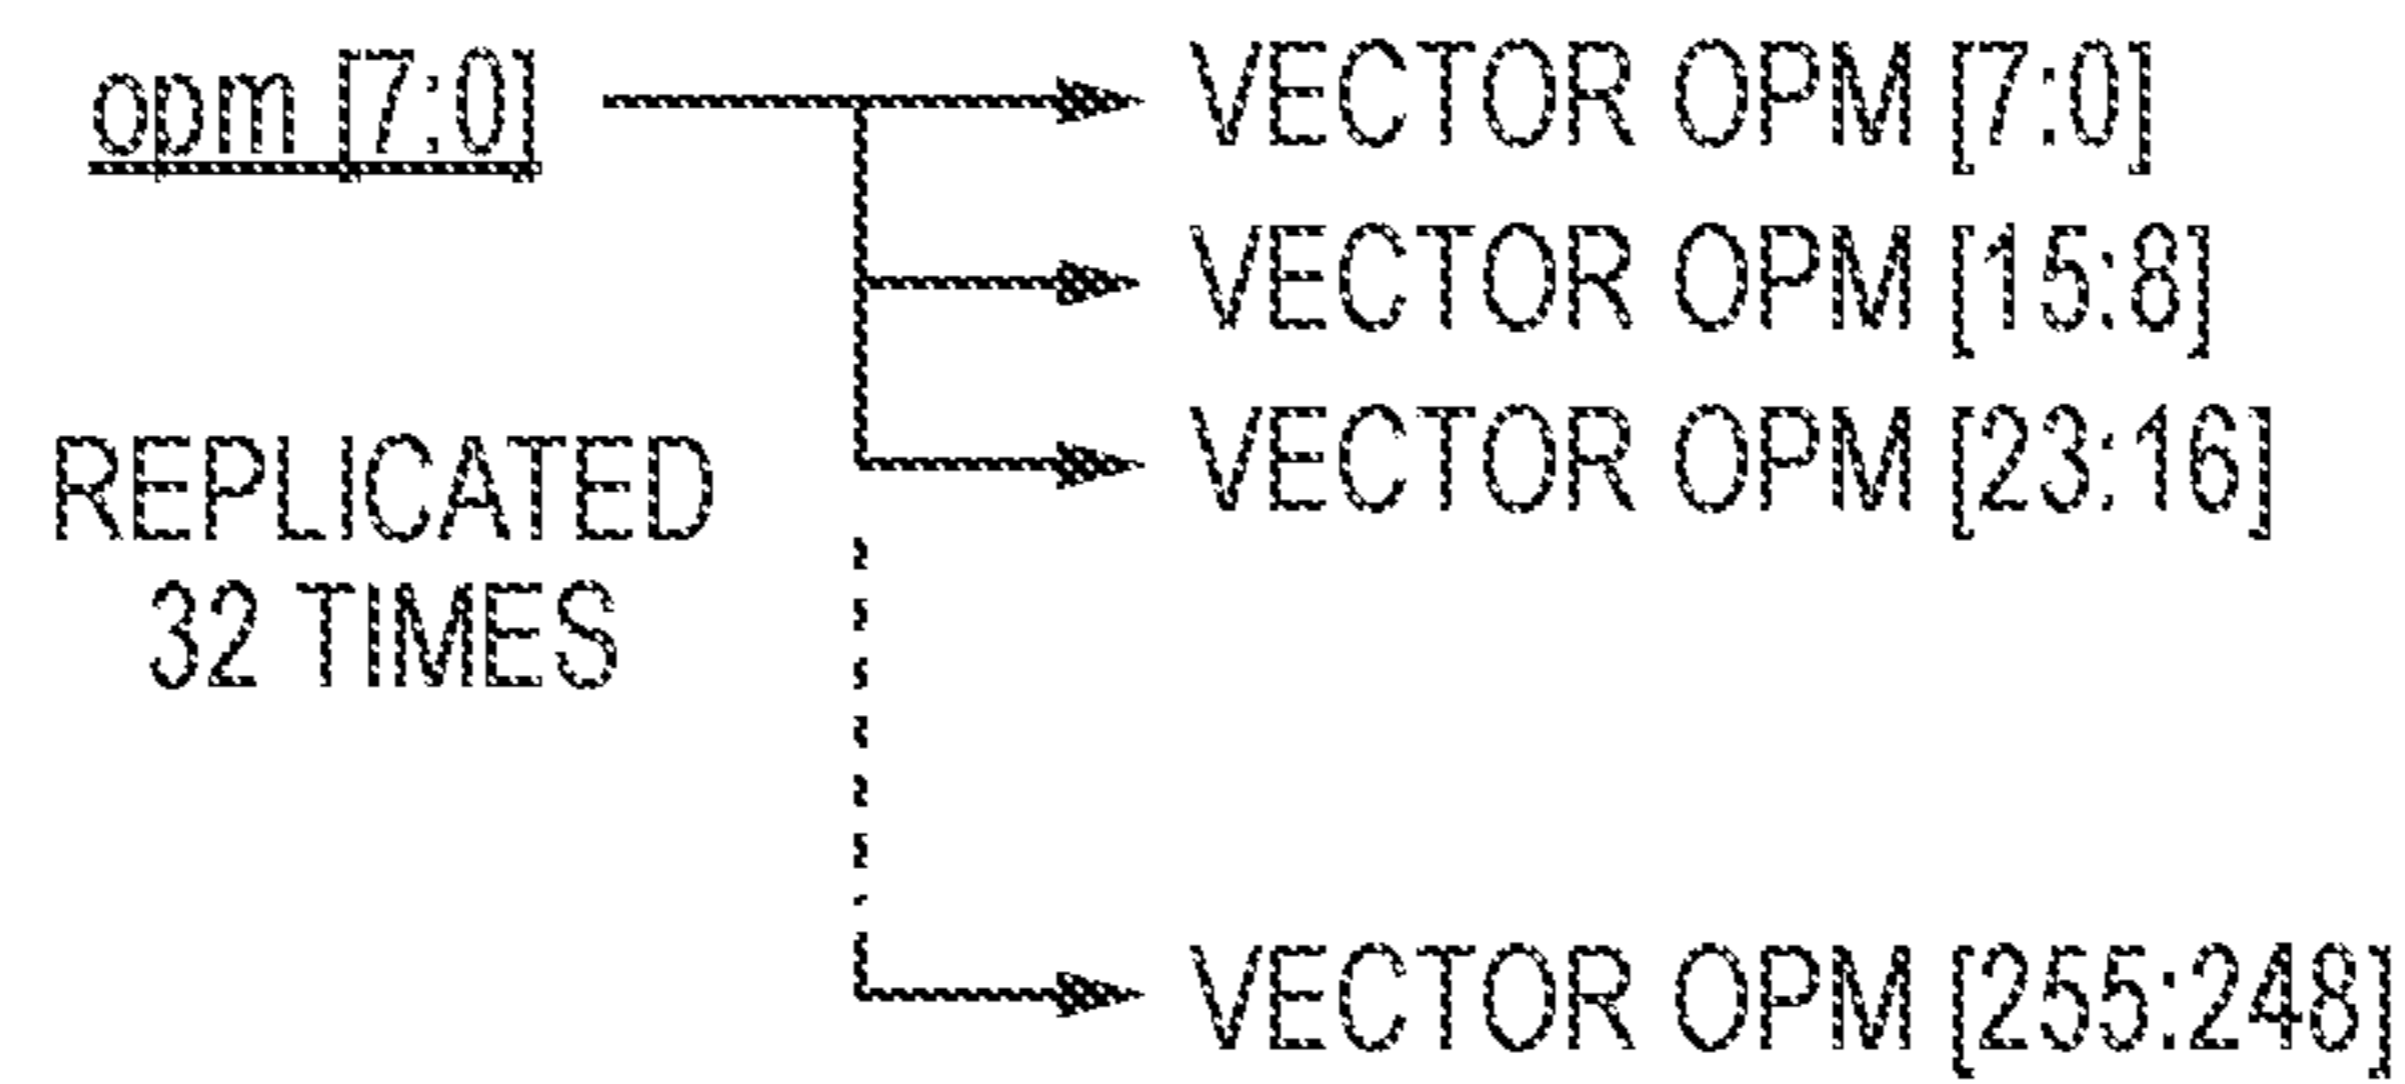 opm [7:0]
VECTOR OPM [7:0]
VECTOR OPM [15:8]
VECTOR OPM [23:16]
REPLICATED
32 TIMES
VECTOR OPM [255:248]